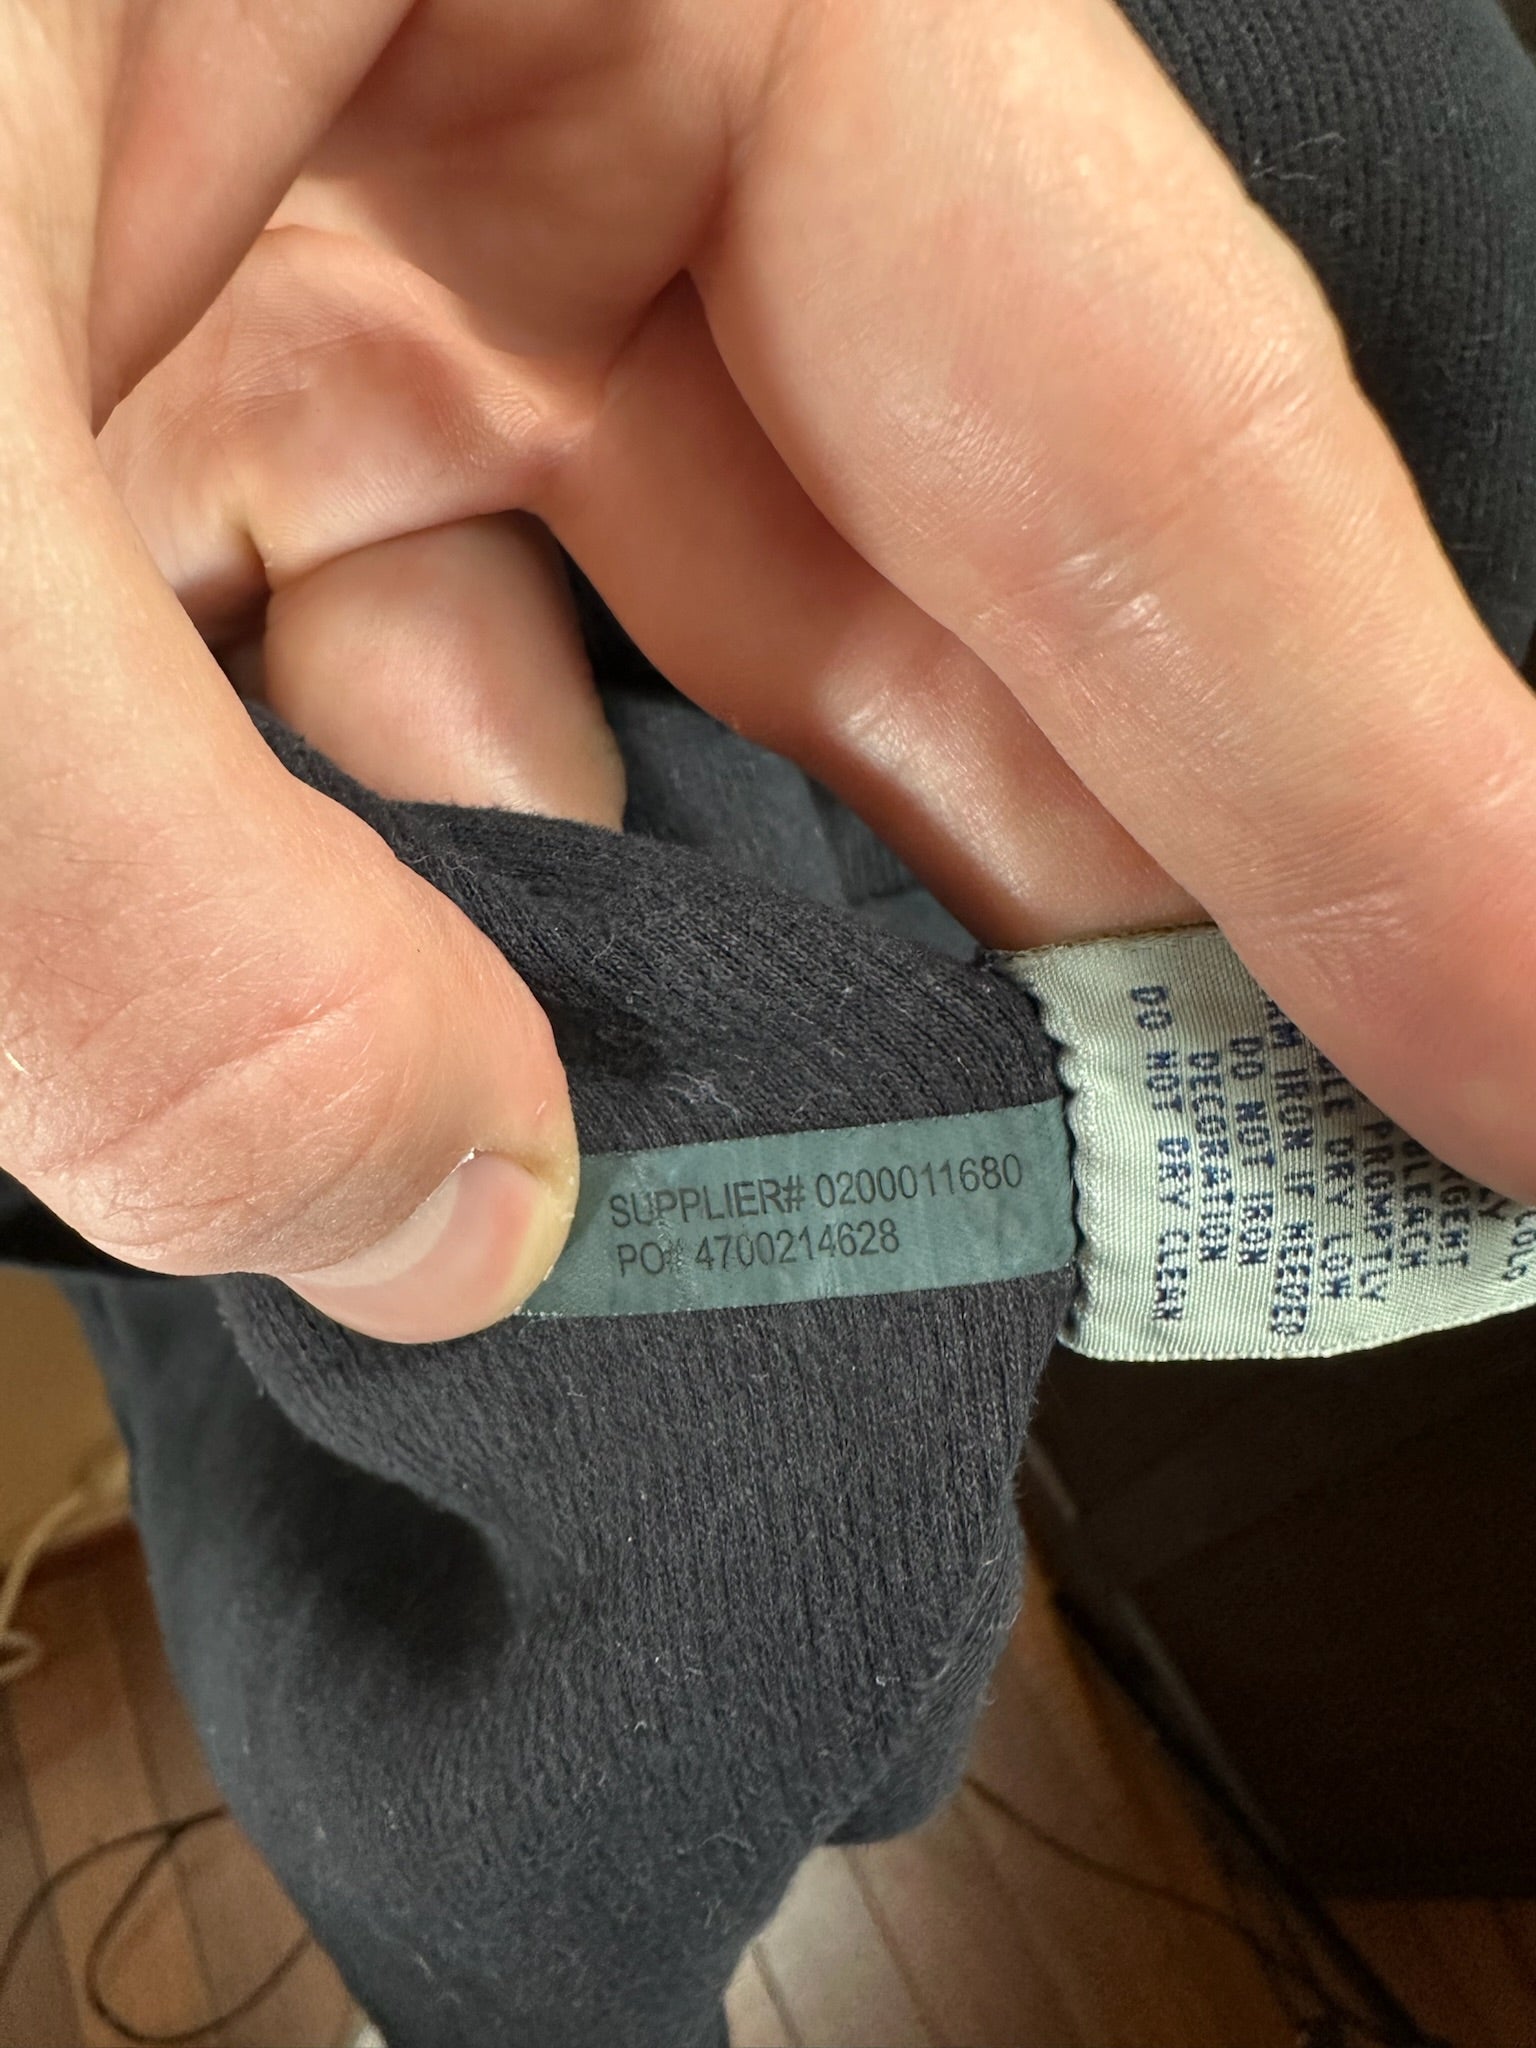 SUPPLIER# 0200011680
PO# 4700214628
COLD
BLEACH
PROMPTLY
DRY LOW
IRON IF NEEDED
DO NOT IRON
DECORATION
DO NOT DRY CLEAN